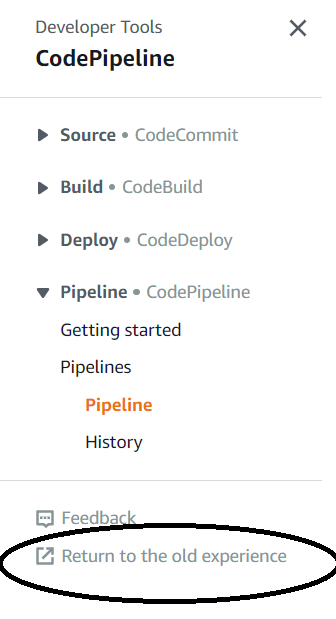 Developer Tools
CodePipeline
Source • CodeCommit
Build • CodeBuild
Deploy • CodeDeploy
Pipeline • CodePipeline
Getting started
Pipelines
Pipeline
History
Feedback
Return to the old experience